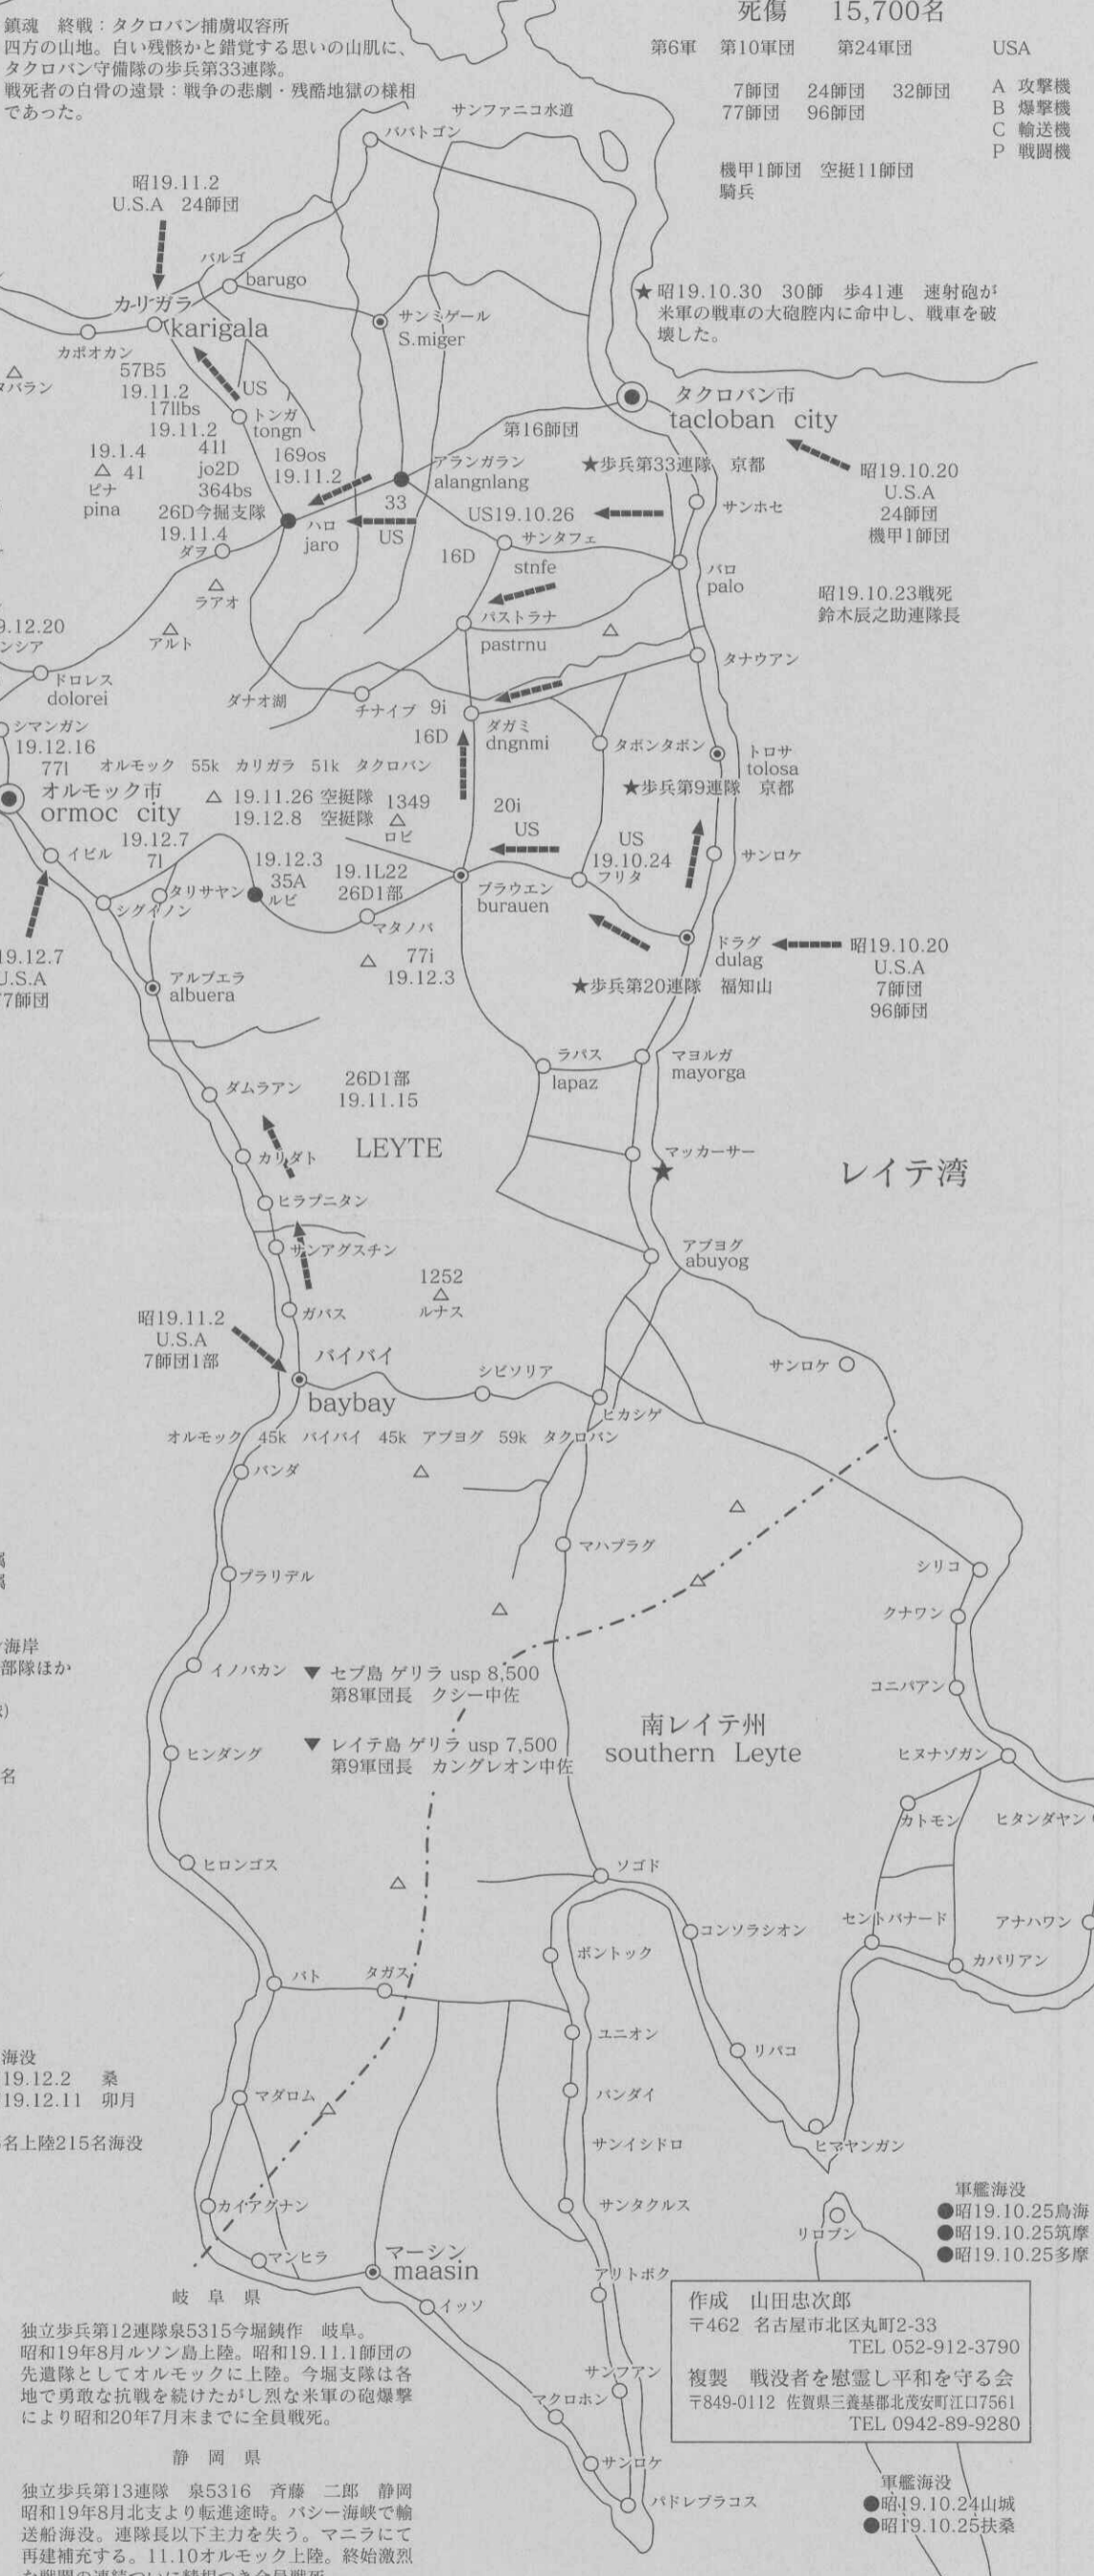 鎮魂　終戦：タクロバン捕虜収容所
四方の山地。白い残骸かと錯覚する思いの山肌に、
タクロバン守備隊の歩兵第33連隊。
戦死者の白骨の遠景：戦争の悲劇・残酷地獄の様相
であった。
死傷　15,700名
第6軍　第10軍団　第24軍団　USA
7師団　24師団　32師団
77師団　96師団
A 攻撃機
B 爆撃機
C 輸送機
P 戦闘機
機甲1師団　空挺11師団
騎兵
サンファニコ水道
ババトゴン
昭19.11.2
U.S.A　24師団
バルゴ
barugo
カリガラ
karigala
サンミゲール
S.miger
カポオカン
★昭19.10.30　30師　歩41連　速射砲が
米軍の戦車の大砲腔内に命中し、戦車を破
壊した。
57B5
19.11.2
17llbs
19.11.2
US
トンガ
tongn
タクロバン市
tacloban city
第16師団
19.1.4
41
ピナ
pina
41l
jo2D
364bs
169os
19.11.2
アランガラン
alangnlang
★歩兵第33連隊　京都
昭19.10.20
U.S.A
24師団
機甲1師団
26D今掘支隊
19.11.4
ダヲ
ハロ
jaro
33
US
US19.10.26
サンホセ
16D
サンタフェ
stnfe
パロ
palo
ラアオ
昭19.10.23戦死
鈴木辰之助連隊長
パストラナ
pastrnu
アルト
タナウアン
ドロレス
dolorei
ダナオ湖
チナイブ
9i
16D
ダガミ
dngnmi
タボンタボン
トロサ
tolosa
シマンガン
19.12.16
77l
オルモック　55k　カリガラ　51k　タクロバン
オルモック市
ormoc city
△ 19.11.26 空挺隊
19.12.8 空挺隊
1349
ロビ
20i
US
★歩兵第9連隊　京都
イビル
19.12.7
7l
タリサヤン
シグイノン
19.12.3
35A
ルビ
19.1L22
26D1部
マタノバ
ブラウエン
burauen
US
19.10.24
フリタ
サンロケ
77i
19.12.3
ドラグ
dulag
昭19.10.20
U.S.A
7師団
96師団
アルブエラ
albuera
★歩兵第20連隊　福知山
ラパス
lapaz
マヨルガ
mayorga
ダムラアン
26D1部
19.11.15
カリダト
LEYTE
マッカーサー
レイテ湾
ヒラプニタン
サンアグスチン
アブヨグ
abuyog
1252
ルナス
ガバス
昭19.11.2
U.S.A
7師団1部
バイバイ
baybay
シビソリア
サンロケ
ヒカシゲ
オルモック　45k　バイバイ　45k　アブヨグ　59k　タクロバン
バンダ
マハプラグ
プラリデル
シリコ
クナワン
イノバカン
▼ セブ島 ゲリラ usp 8,500
第8軍団長　クシー中佐
コニバアン
▼ レイテ島 ゲリラ usp 7,500
第9軍団長　カングレオン中佐
南レイテ州
southern Leyte
ヒンダング
ヒヌナゾガン
カトモン
ヒタンダヤン
ヒロンゴス
ソゴド
コンソラシオン
セントバナード
アナハワン
ボントック
カバリアン
バト
タガス
ユニオン
リバコ
海没
19.12.2　桑
19.12.11　卯月
バンダイ
マダロム
サンイシドロ
名上陸215名海没
ヒマヤンガン
カイアグナン
サンタクルス
リロブン
軍艦海没
●昭19.10.25鳥海
●昭19.10.25筑摩
●昭19.10.25多摩
マンヒラ
マーシン
maasin
アリトボク
イッソ
岐阜県
独立歩兵第12連隊泉5315今堀銕作　岐阜。
昭和19年8月ルソン島上陸。昭和19.11.1師団の
先遺隊としてオルモックに上陸。今堀支隊は各
地で勇敢な抗戦を続けたがし烈な米軍の砲爆撃
により昭和20年7月末までに全員戦死。
作成　山田忠次郎
〒462　名古屋市北区丸町2-33
TEL 052-912-3790
複製　戦没者を慰霊し平和を守る会
〒849-0112　佐賀県三養基郡北茂安町江口7561
TEL 0942-89-9280
サンフアン
マクロホン
サンロケ
パドレブラコス
静岡県
独立歩兵第13連隊　泉5316　斉藤　二郎　静岡
昭和19年8月北支より転進途時。バシー海峡で輸
送船海没。連隊長以下主力を失う。マニラにて
再建補充する。11.10オルモック上陸。終始激烈
軍艦海没
●昭19.10.24山城
●昭19.10.25扶桑